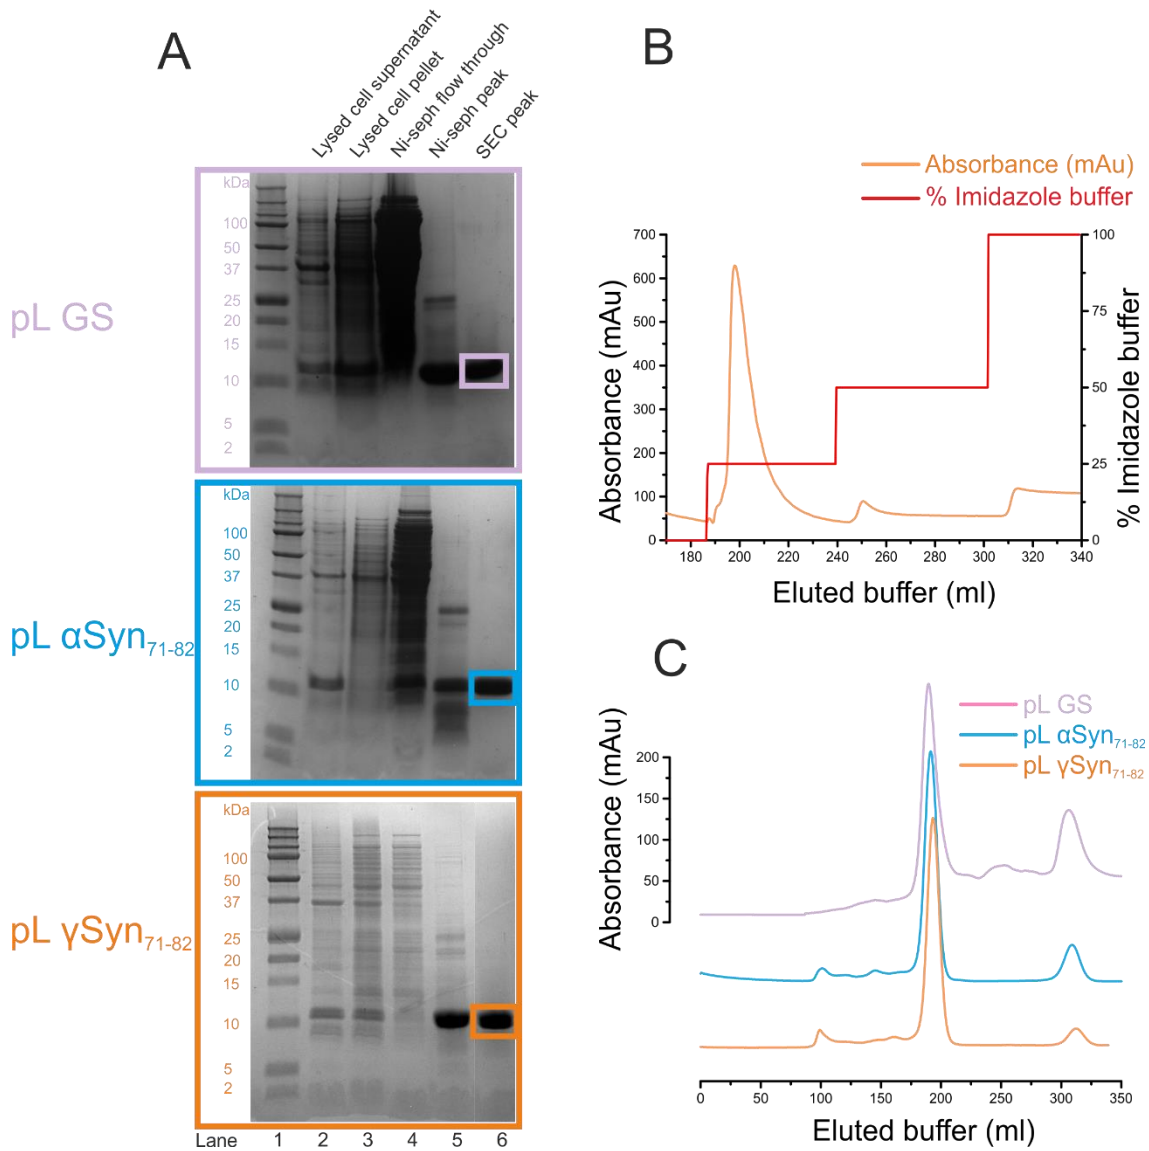 A
Lysed cell supernatant
Lysed cell pellet
Ni-seph flow through
Ni-seph peak
SEC peak
pL GS
kDa
100
50
37
25
20
15
10
5
2
pL αSyn71-82
kDa
100
50
37
25
20
15
10
5
2
pL γSyn71-82
kDa
100
50
37
25
20
15
10
5
2
Lane 1 2 3 4 5 6
B
Absorbance (mAu)
% Imidazole buffer
Absorbance (mAu)
700
600
500
400
300
200
100
0
100
75
50
25
0
% Imidazole buffer
180 200 220 240 260 280 300 320 340
Eluted buffer (ml)
C
pL GS
pL αSyn71-82
pL γSyn71-82
Absorbance (mAu)
200
150
100
50
0
0 50 100 150 200 250 300 350
Eluted buffer (ml)